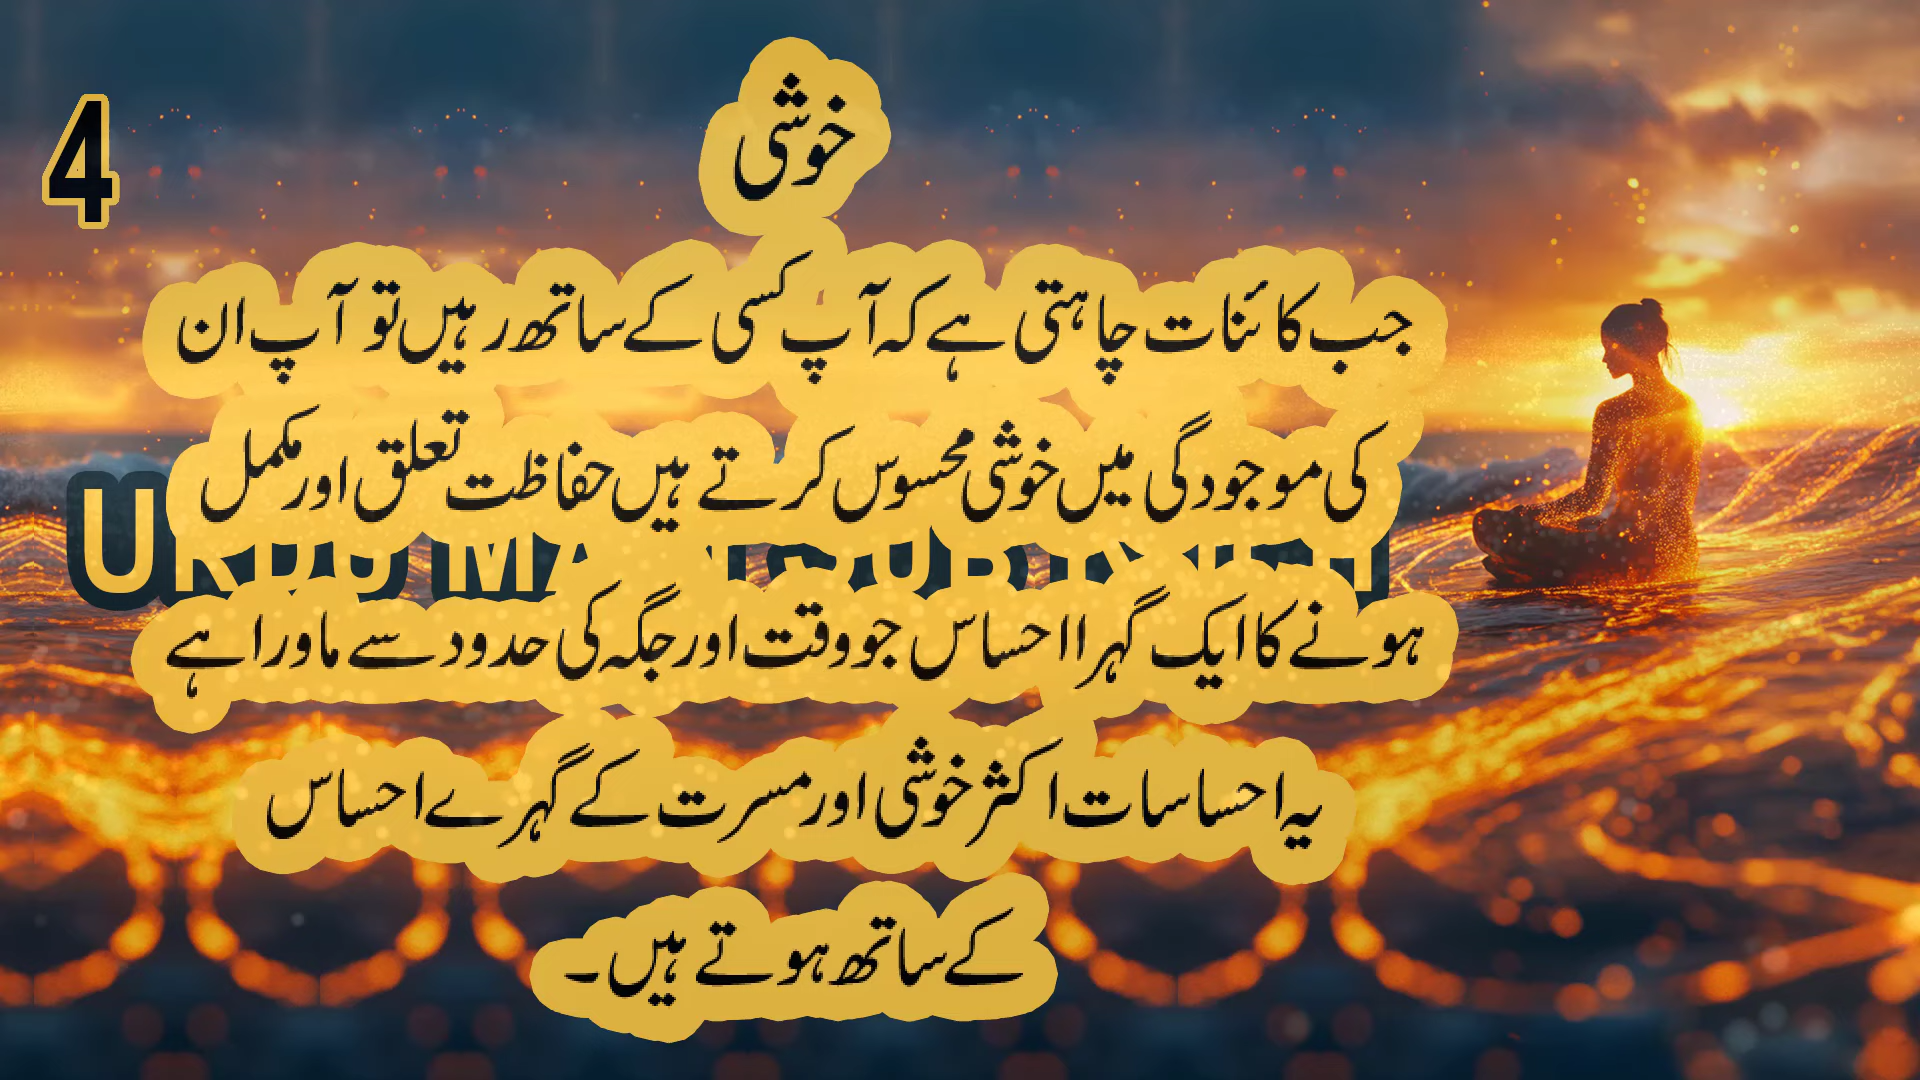 4
خوشی
جب کائنات چاہتی ہے کہ آپ کسی کے ساتھ رہیں تو آپ ان
کی موجودگی میں خوشی محسوس کرتے ہیں حفاظت تعلق اور مکمل
ہونے کا ایک گہرا احساس جو وقت اور جگہ کی حدود سے ماورا ہے
یہ احساسات اکثر خوشی اور مسرت کے گہرے احساس
کے ساتھ ہوتے ہیں۔